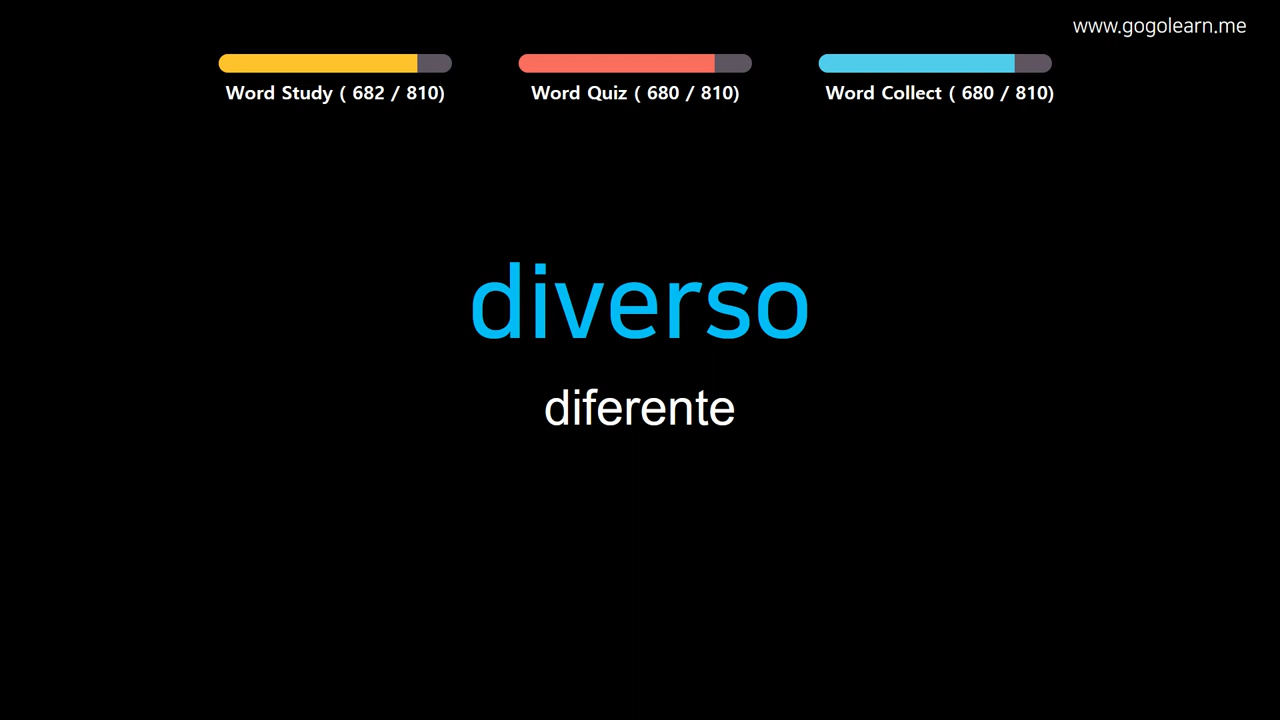 www.gogolearn.me
Word Study ( 682 / 810)
Word Quiz ( 680 / 810)
Word Collect ( 680 / 810)
diverso
diferente